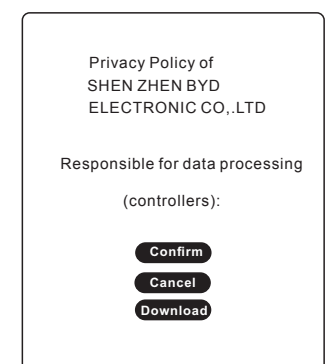 Privacy Policy of
SHEN ZHEN BYD
ELECTRONIC CO,.LTD
Responsible for data processing
(controllers):
Confirm
Cancel
Download